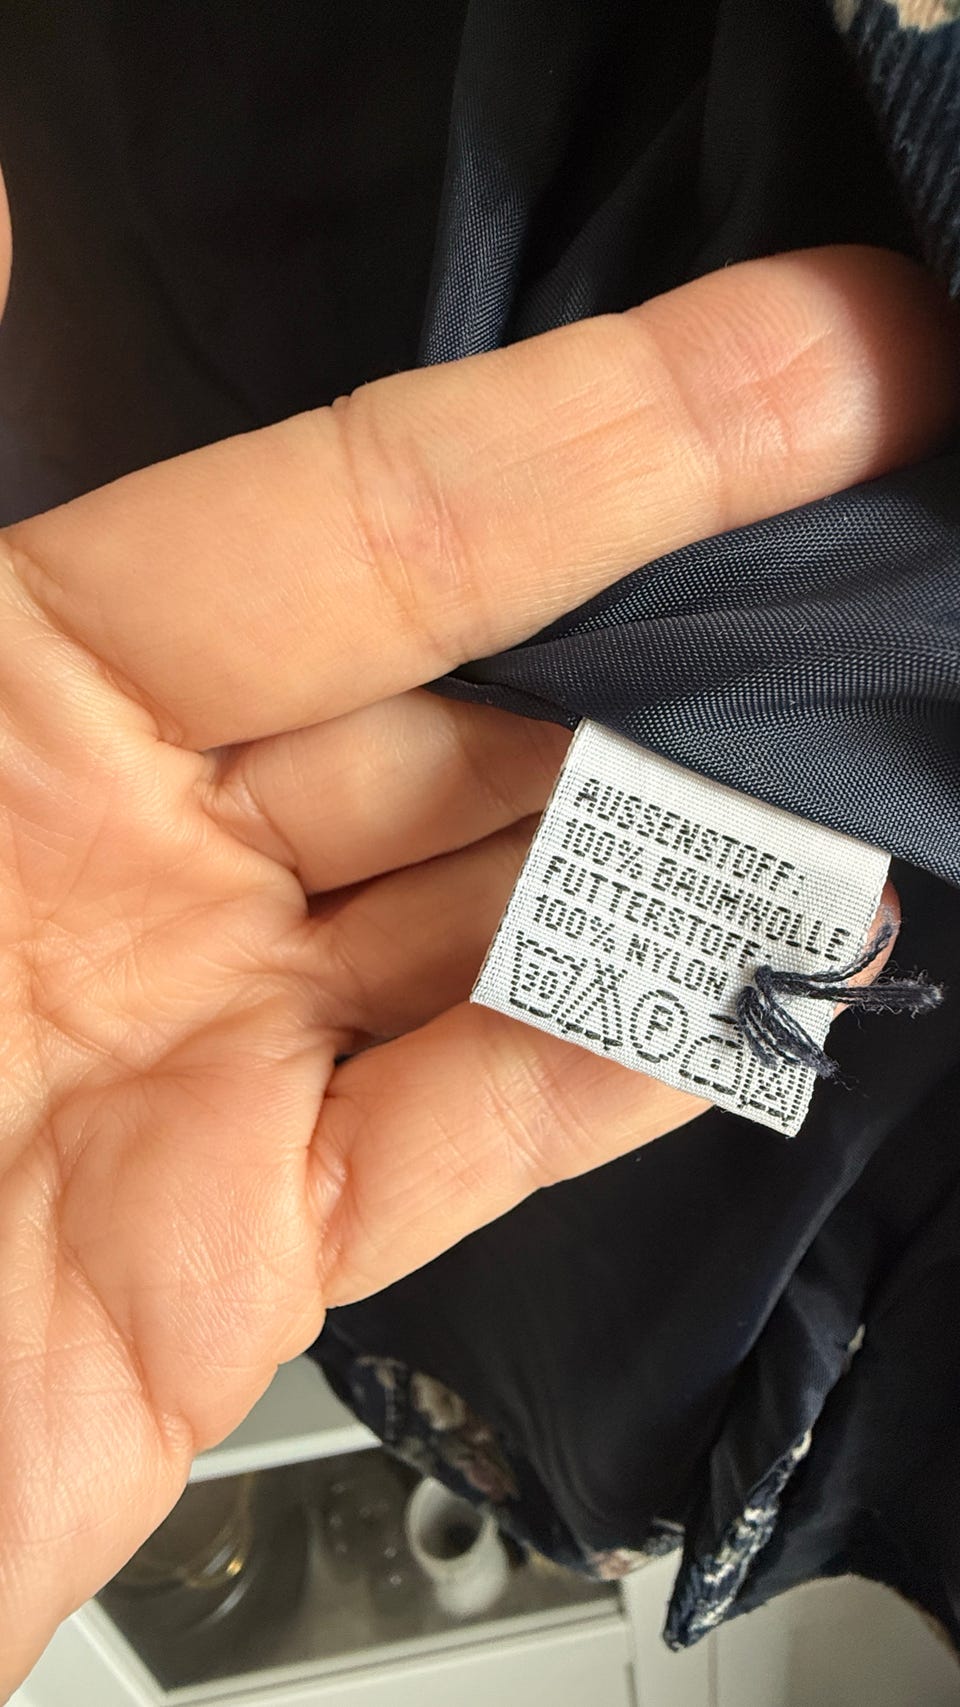 AUSSENSTOFF:
100% BAUMWOLLE
FUTTERSTOFF
100% NYLON